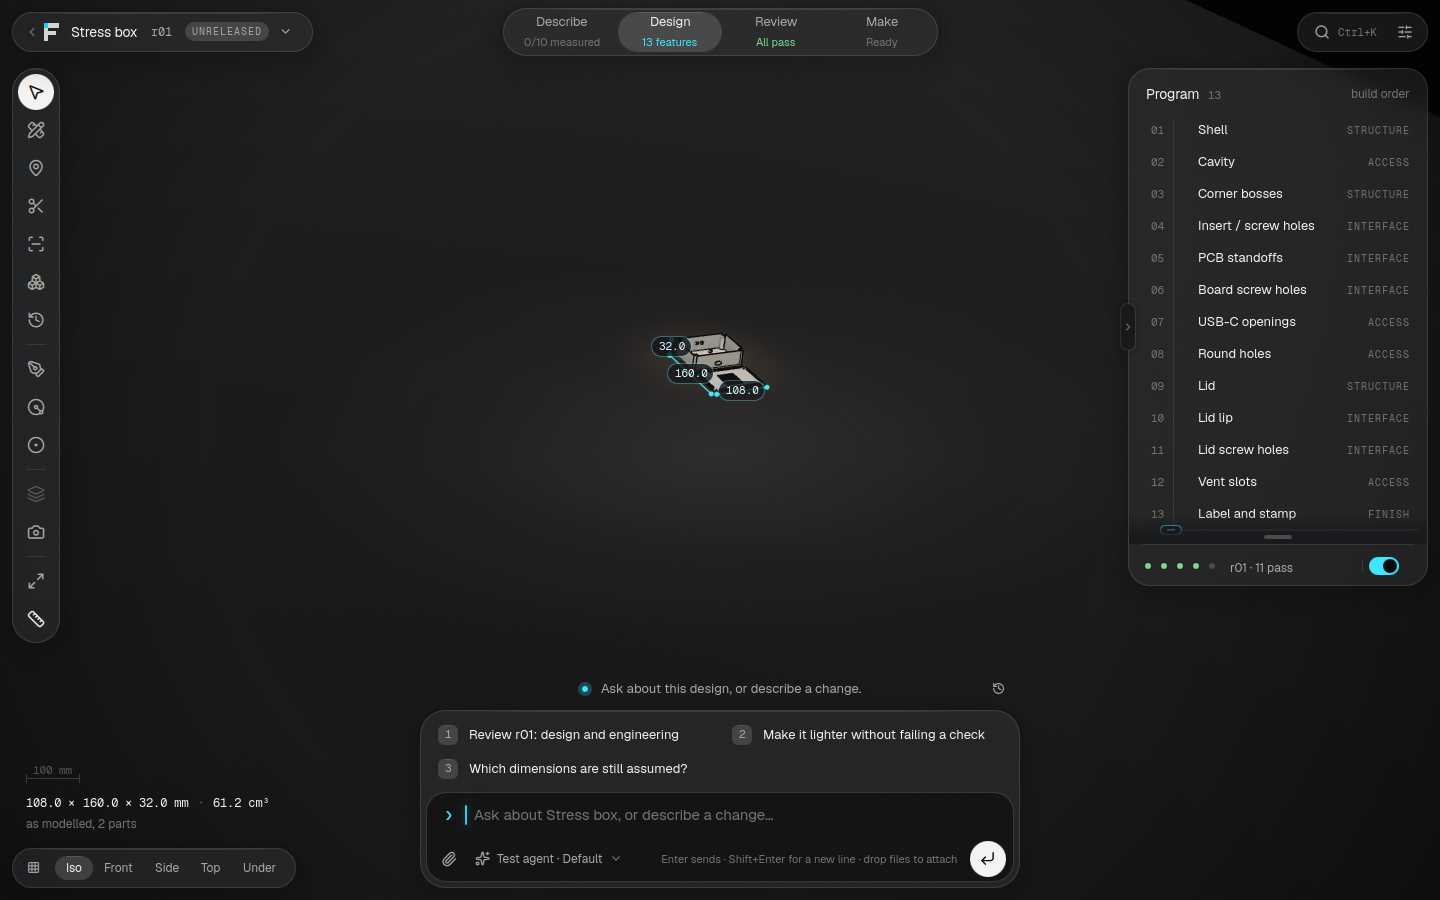 Stress box r01 UNRELEASED
Describe
0/10 measured
Design
13 features
Review
All pass
Make
Ready
Ctrl+K
Program 13 build order
01 Shell STRUCTURE
02 Cavity ACCESS
03 Corner bosses STRUCTURE
04 Insert / screw holes INTERFACE
05 PCB standoffs INTERFACE
06 Board screw holes INTERFACE
07 USB-C openings ACCESS
08 Round holes ACCESS
09 Lid STRUCTURE
10 Lid lip INTERFACE
11 Lid screw holes INTERFACE
12 Vent slots ACCESS
13 Label and stamp FINISH
r01 · 11 pass
32.0
160.0
108.0
Ask about this design, or describe a change.
1 Review r01: design and engineering
2 Make it lighter without failing a check
3 Which dimensions are still assumed?
Ask about Stress box, or describe a change...
Test agent · Default
Enter sends · Shift+Enter for a new line · drop files to attach
100 mm
108.0 × 160.0 × 32.0 mm · 61.2 cm³
as modelled, 2 parts
Iso Front Side Top Under